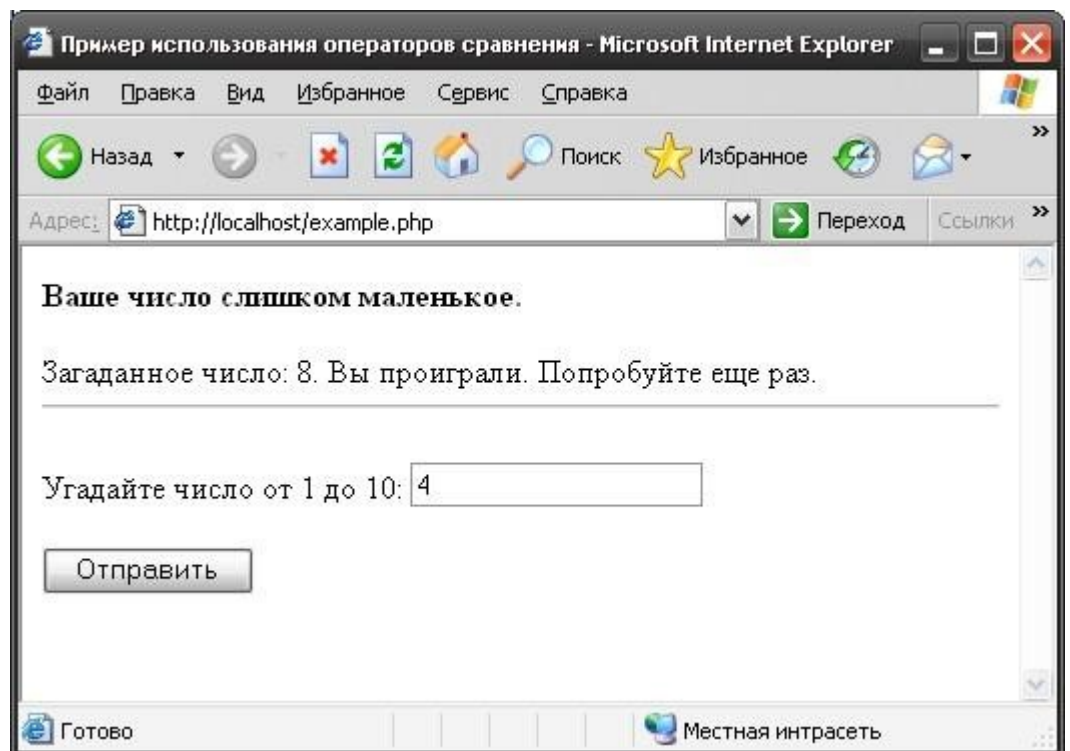 Пример использования операторов сравнения - Microsoft Internet Explorer
Файл Правка Вид Избранное Сервис Справка
Назад Поиск Избранное »
Адрес: http://localhost/example.php Переход Ссылки »
Ваше число слишком маленькое.
Загаданное число: 8. Вы проиграли. Попробуйте еще раз.
Угадайте число от 1 до 10: 4
Отправить
Готово Местная интрасеть